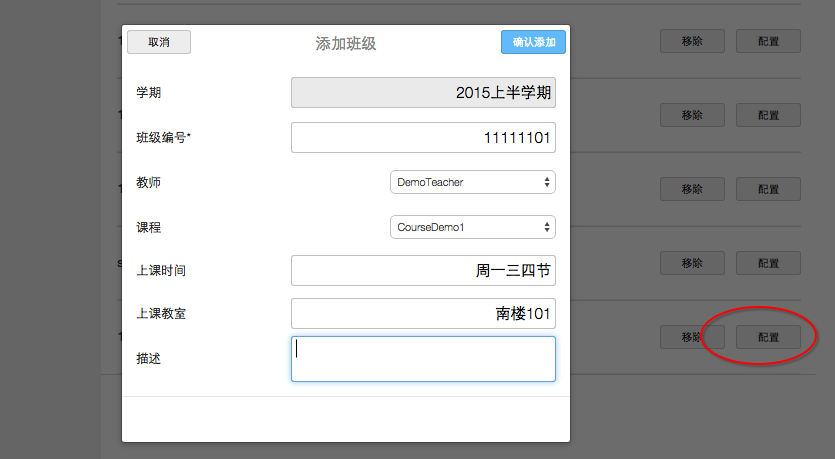 取消 添加班级 确认添加
移除 配置
学期 2015上半学期
班级编号* 11111101
移除 配置
教师 DemoTeacher
移除 配置
课程 CourseDemo1
上课时间 周一三四节
移除 配置
上课教室 南楼101
移除 配置
描述